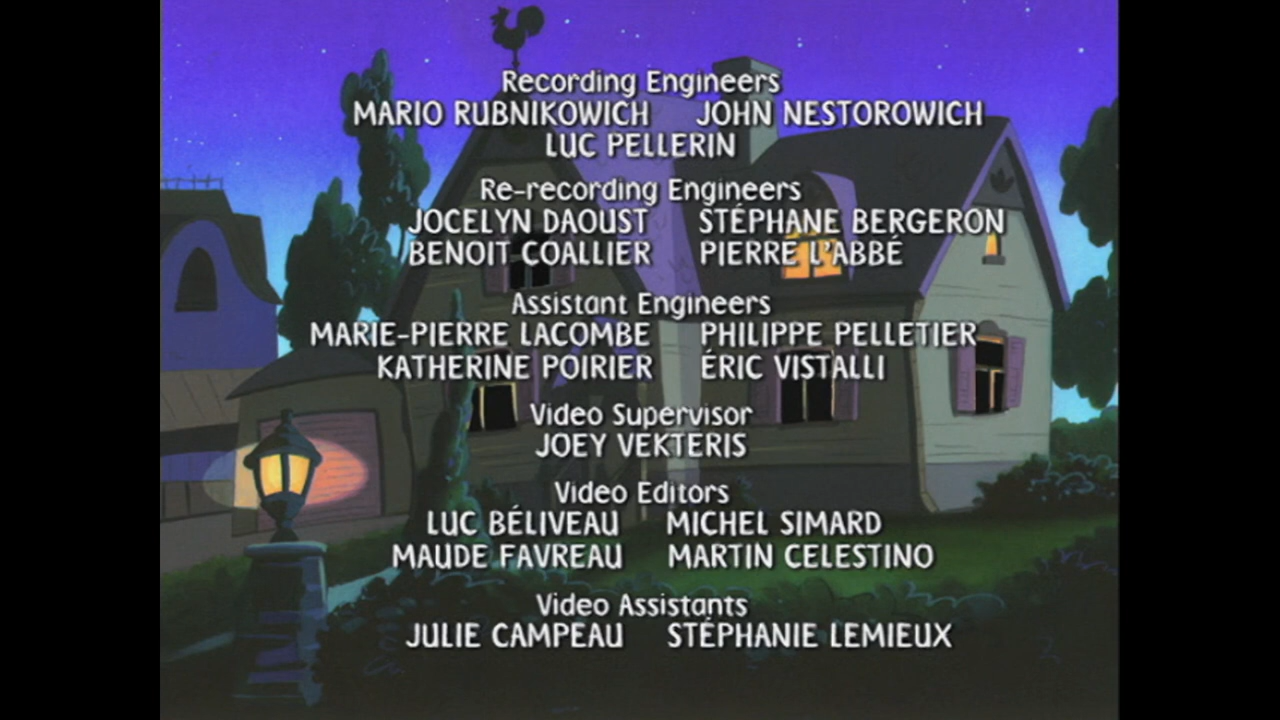 Recording Engineers
MARIO RUBNIKOWICH JOHN NESTOROWICH
LUC PELLERIN
Re-recording Engineers
JOCELYN DAOUST STÉPHANE BERGERON
BENOIT COALLIER PIERRE L'ABBÉ
Assistant Engineers
MARIE-PIERRE LACOMBE PHILIPPE PELLETIER
KATHERINE POIRIER ÉRIC VISTALLI
Video Supervisor
JOEY VEKTERIS
Video Editors
LUC BÉLIVEAU MICHEL SIMARD
MAUDE FAVREAU MARTIN CELESTINO
Video Assistants
JULIE CAMPEAU STÉPHANIE LEMIEUX